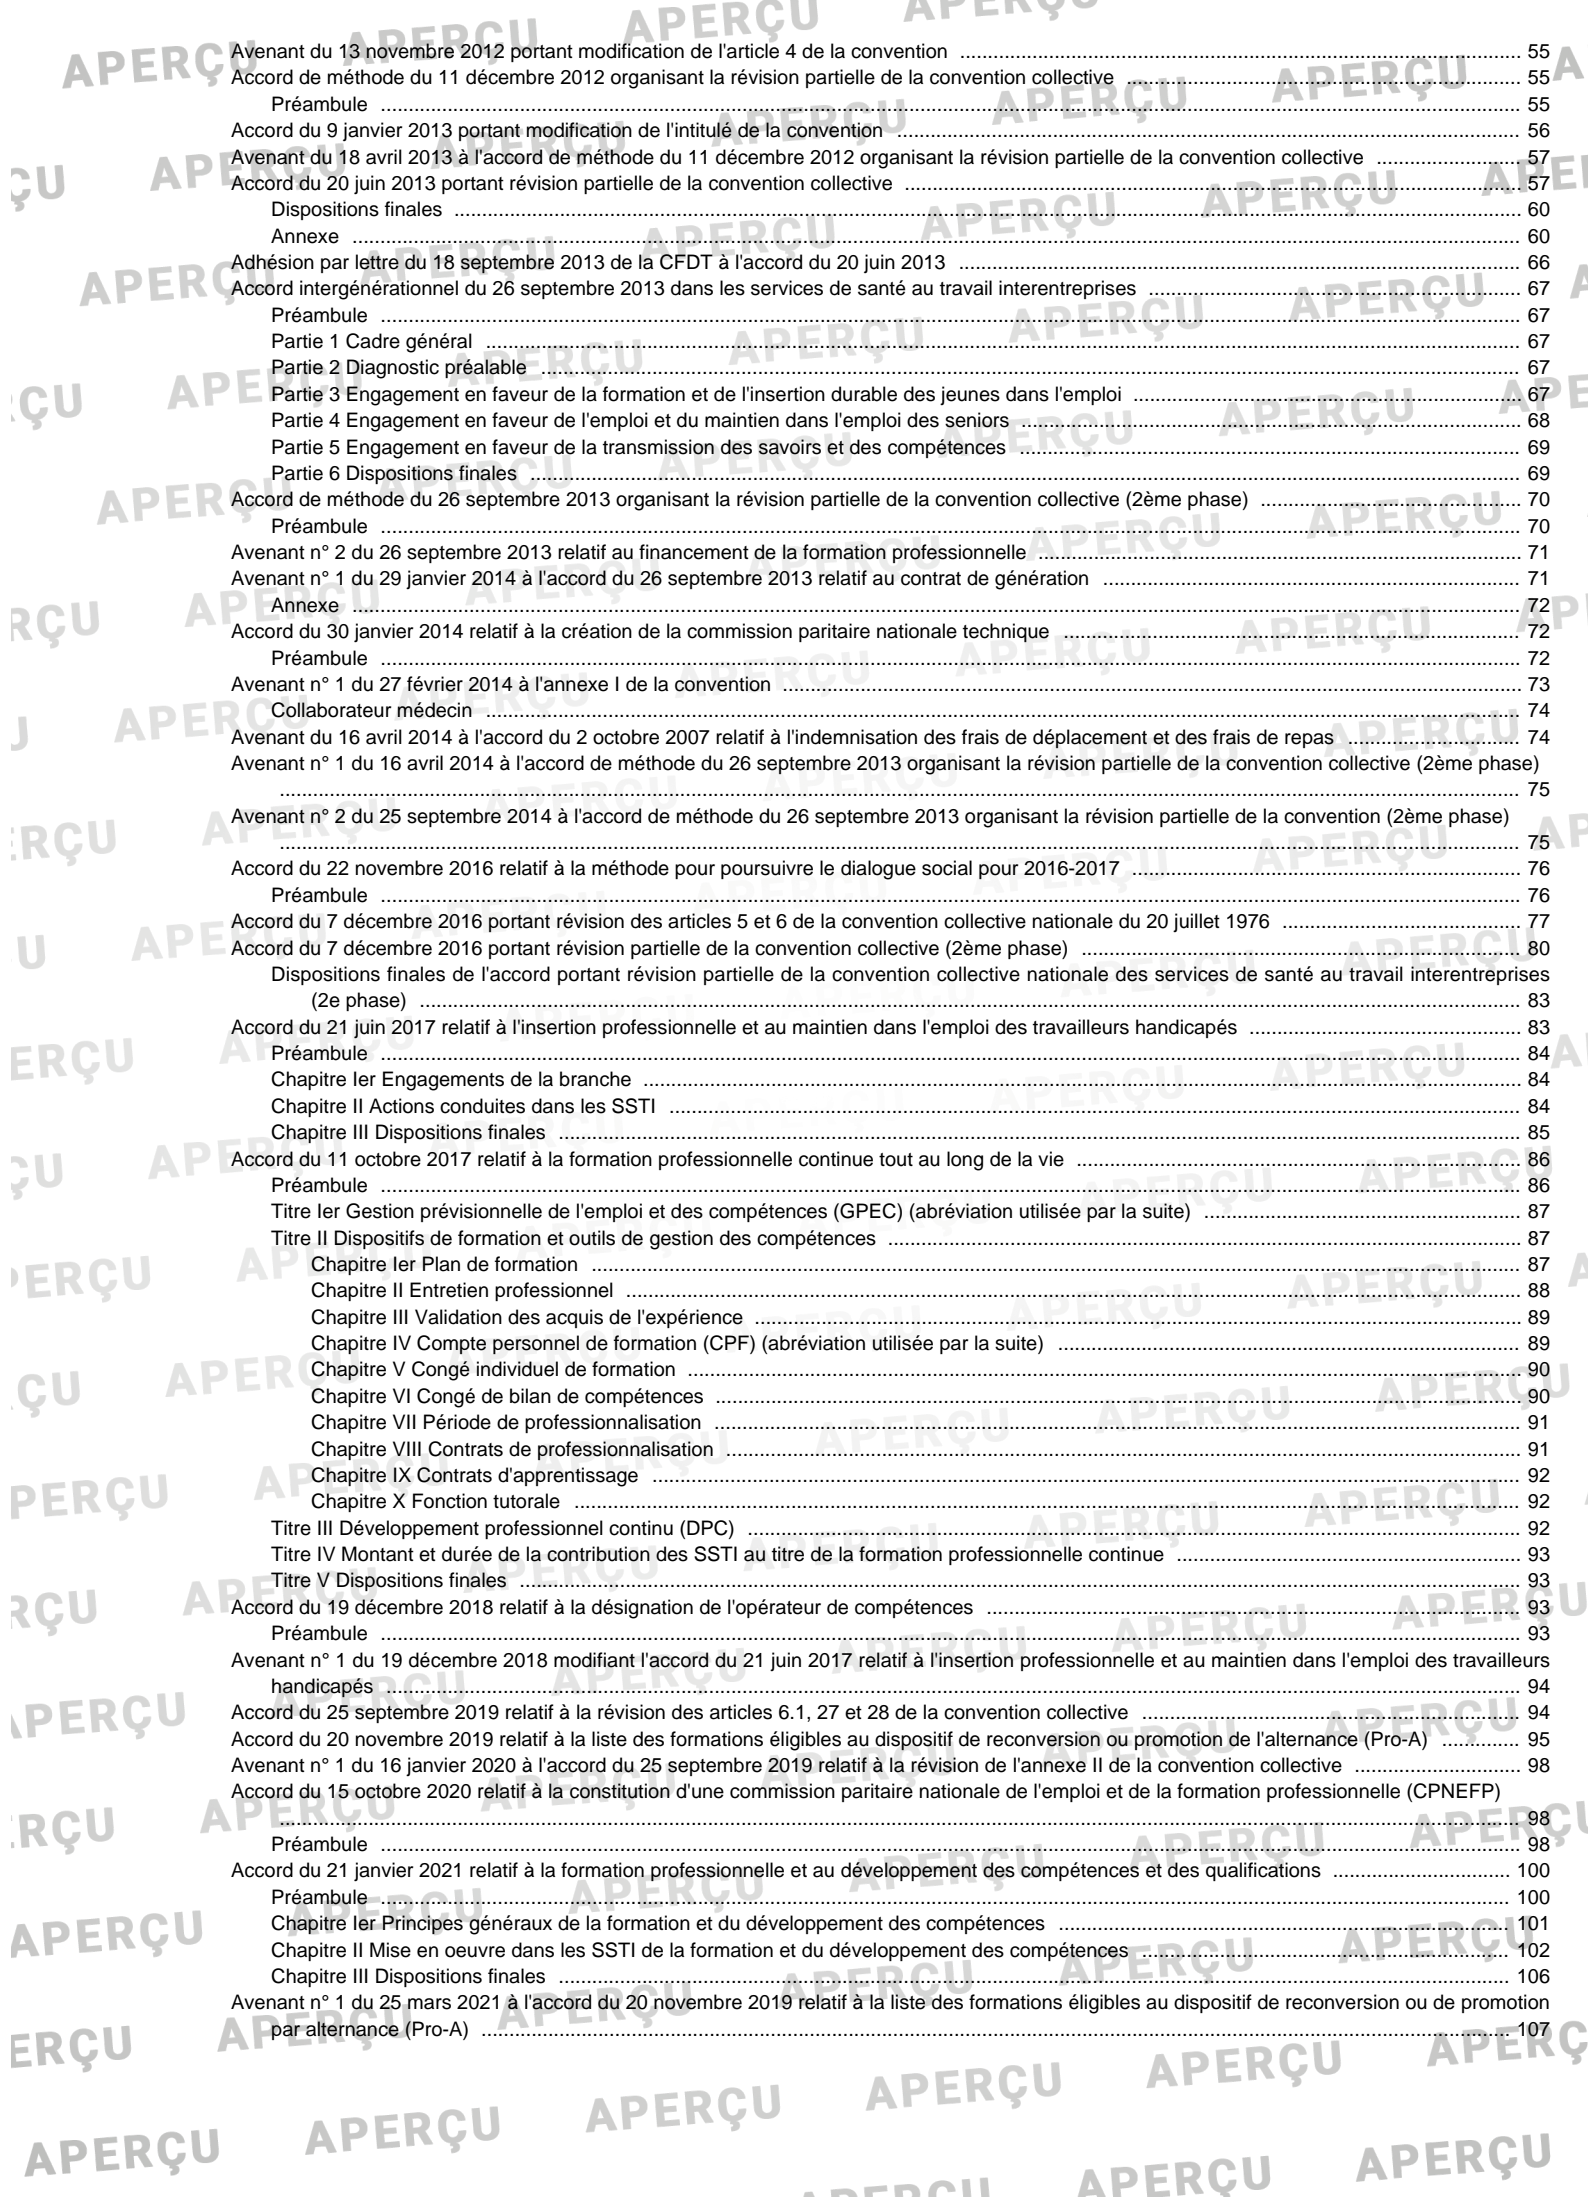 Avenant du 13 novembre 2012 portant modification de l'article 4 de la convention ... 55
Accord de méthode du 11 décembre 2012 organisant la révision partielle de la convention collective ... 55
Préambule ... 55
Accord du 9 janvier 2013 portant modification de l'intitulé de la convention ... 56
Avenant du 18 avril 2013 à l'accord de méthode du 11 décembre 2012 organisant la révision partielle de la convention collective ... 57
Accord du 20 juin 2013 portant révision partielle de la convention collective ... 57
Dispositions finales ... 60
Annexe ... 60
Adhésion par lettre du 18 septembre 2013 de la CFDT à l'accord du 20 juin 2013 ... 66
Accord intergénérationnel du 26 septembre 2013 dans les services de santé au travail interentreprises ... 67
Préambule ... 67
Partie 1 Cadre général ... 67
Partie 2 Diagnostic préalable ... 67
Partie 3 Engagement en faveur de la formation et de l'insertion durable des jeunes dans l'emploi ... 67
Partie 4 Engagement en faveur de l'emploi et du maintien dans l'emploi des seniors ... 68
Partie 5 Engagement en faveur de la transmission des savoirs et des compétences ... 69
Partie 6 Dispositions finales ... 69
Accord de méthode du 26 septembre 2013 organisant la révision partielle de la convention collective (2ème phase) ... 70
Préambule ... 70
Avenant n° 2 du 26 septembre 2013 relatif au financement de la formation professionnelle ... 71
Avenant n° 1 du 29 janvier 2014 à l'accord du 26 septembre 2013 relatif au contrat de génération ... 71
Annexe ... 72
Accord du 30 janvier 2014 relatif à la création de la commission paritaire nationale technique ... 72
Préambule ... 72
Avenant n° 1 du 27 février 2014 à l'annexe I de la convention ... 73
Collaborateur médecin ... 74
Avenant du 16 avril 2014 à l'accord du 2 octobre 2007 relatif à l'indemnisation des frais de déplacement et des frais de repas ... 74
Avenant n° 1 du 16 avril 2014 à l'accord de méthode du 26 septembre 2013 organisant la révision partielle de la convention collective (2ème phase)
... 75
Avenant n° 2 du 25 septembre 2014 à l'accord de méthode du 26 septembre 2013 organisant la révision partielle de la convention (2ème phase)
... 75
Accord du 22 novembre 2016 relatif à la méthode pour poursuivre le dialogue social pour 2016-2017 ... 76
Préambule ... 76
Accord du 7 décembre 2016 portant révision des articles 5 et 6 de la convention collective nationale du 20 juillet 1976 ... 77
Accord du 7 décembre 2016 portant révision partielle de la convention collective (2ème phase) ... 80
Dispositions finales de l'accord portant révision partielle de la convention collective nationale des services de santé au travail interentreprises
(2e phase) ... 83
Accord du 21 juin 2017 relatif à l'insertion professionnelle et au maintien dans l'emploi des travailleurs handicapés ... 83
Préambule ... 84
Chapitre Ier Engagements de la branche ... 84
Chapitre II Actions conduites dans les SSTI ... 84
Chapitre III Dispositions finales ... 85
Accord du 11 octobre 2017 relatif à la formation professionnelle continue tout au long de la vie ... 86
Préambule ... 86
Titre Ier Gestion prévisionnelle de l'emploi et des compétences (GPEC) (abréviation utilisée par la suite) ... 87
Titre II Dispositifs de formation et outils de gestion des compétences ... 87
Chapitre Ier Plan de formation ... 87
Chapitre II Entretien professionnel ... 88
Chapitre III Validation des acquis de l'expérience ... 89
Chapitre IV Compte personnel de formation (CPF) (abréviation utilisée par la suite) ... 89
Chapitre V Congé individuel de formation ... 90
Chapitre VI Congé de bilan de compétences ... 90
Chapitre VII Période de professionnalisation ... 91
Chapitre VIII Contrats de professionnalisation ... 91
Chapitre IX Contrats d'apprentissage ... 92
Chapitre X Fonction tutorale ... 92
Titre III Développement professionnel continu (DPC) ... 92
Titre IV Montant et durée de la contribution des SSTI au titre de la formation professionnelle continue ... 93
Titre V Dispositions finales ... 93
Accord du 19 décembre 2018 relatif à la désignation de l'opérateur de compétences ... 93
Préambule ... 93
Avenant n° 1 du 19 décembre 2018 modifiant l'accord du 21 juin 2017 relatif à l'insertion professionnelle et au maintien dans l'emploi des travailleurs
handicapés ... 94
Accord du 25 septembre 2019 relatif à la révision des articles 6.1, 27 et 28 de la convention collective ... 94
Accord du 20 novembre 2019 relatif à la liste des formations éligibles au dispositif de reconversion ou promotion de l'alternance (Pro-A) ... 95
Avenant n° 1 du 16 janvier 2020 à l'accord du 25 septembre 2019 relatif à la révision de l'annexe II de la convention collective ... 98
Accord du 15 octobre 2020 relatif à la constitution d'une commission paritaire nationale de l'emploi et de la formation professionnelle (CPNEFP)
... 98
Préambule ... 98
Accord du 21 janvier 2021 relatif à la formation professionnelle et au développement des compétences et des qualifications ... 100
Préambule ... 100
Chapitre Ier Principes généraux de la formation et du développement des compétences ... 101
Chapitre II Mise en oeuvre dans les SSTI de la formation et du développement des compétences ... 102
Chapitre III Dispositions finales ... 106
Avenant n° 1 du 25 mars 2021 à l'accord du 20 novembre 2019 relatif à la liste des formations éligibles au dispositif de reconversion ou de promotion
par alternance (Pro-A) ... 107
APERÇU